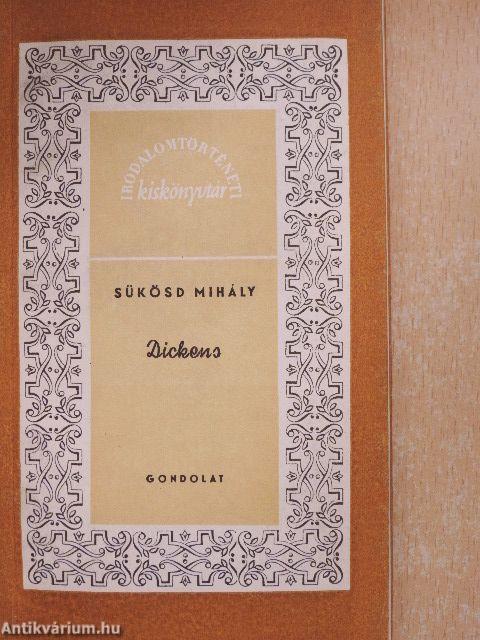 IRODALOMTÖRTÉNETI
kiskönyvtár
SÜKÖSD MIHÁLY
Dickens
GONDOLAT
Antikvárium.hu